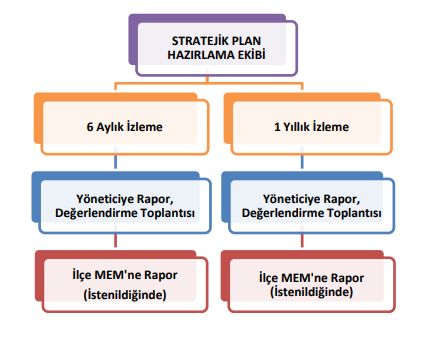 STRATEJİK PLAN
HAZIRLAMA EKİBİ
6 Aylık İzleme
1 Yıllık İzleme
Yöneticiye Rapor,
Değerlendirme Toplantısı
Yöneticiye Rapor,
Değerlendirme Toplantısı
İlçe MEM'ne Rapor
(İstenildiğinde)
İlçe MEM'ne Rapor
(İstenildiğinde)